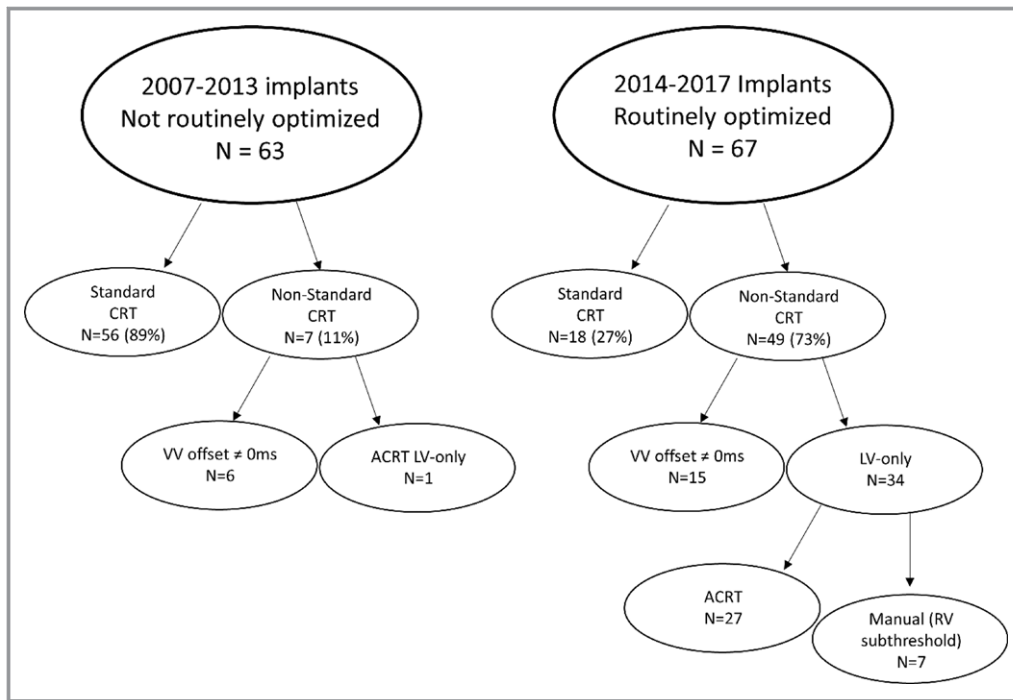 2007-2013 implants
Not routinely optimized
N = 63
2014-2017 Implants
Routinely optimized
N = 67
Standard
CRT
N=56 (89%)
Non-Standard
CRT
N=7 (11%)
Standard
CRT
N=18 (27%)
Non-Standard
CRT
N=49 (73%)
VV offset ≠ 0ms
N=6
ACRT LV-only
N=1
VV offset ≠ 0ms
N=15
LV-only
N=34
ACRT
N=27
Manual (RV
subthreshold)
N=7